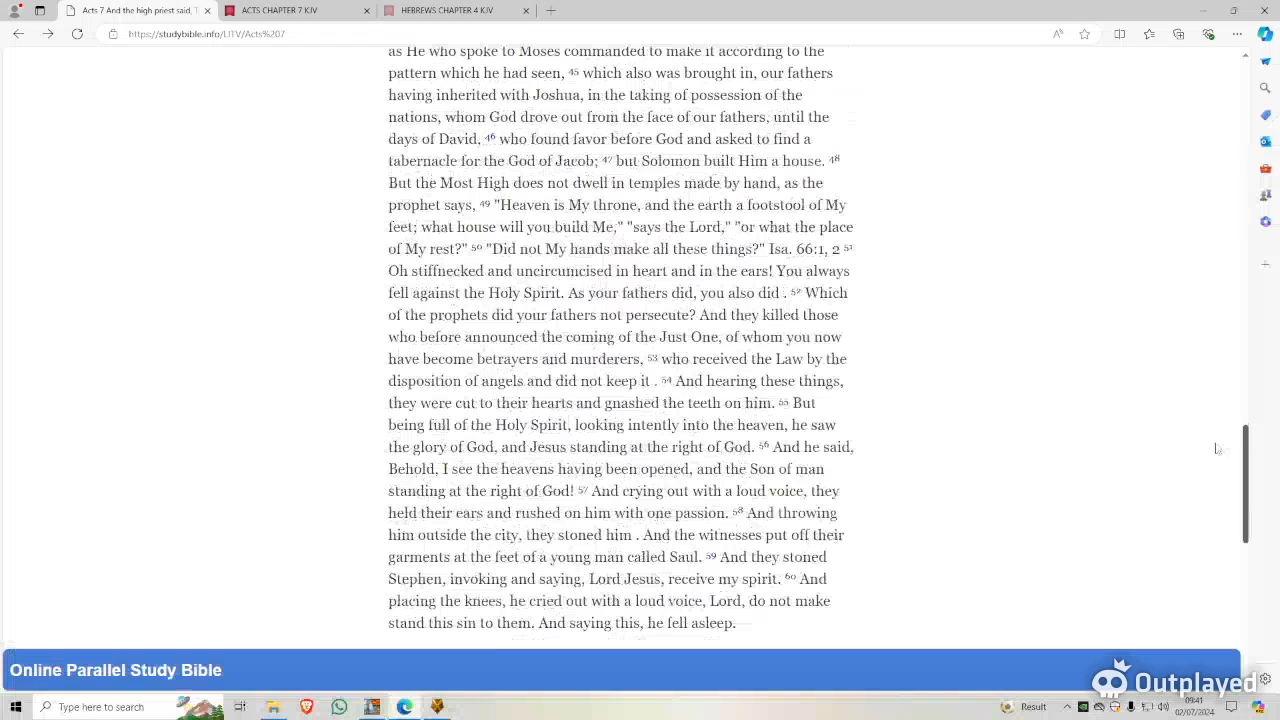 Acts 7 And the high priest said, T
ACTS CHAPTER 7 KJV
HEBREWS CHAPTER 4 KJV
https://studybible.info/LITV/Acts%207
as He who spoke to Moses commanded to make it according to the
pattern which he had seen, 45 which also was brought in, our fathers
having inherited with Joshua, in the taking of possession of the
nations, whom God drove out from the face of our fathers, until the
days of David, 46 who found favor before God and asked to find a
tabernacle for the God of Jacob; 47 but Solomon built Him a house. 48
But the Most High does not dwell in temples made by hand, as the
prophet says, 49 "Heaven is My throne, and the earth a footstool of My
feet; what house will you build Me," "says the Lord," "or what the place
of My rest?" 50 "Did not My hands make all these things?" Isa. 66:1, 2 51
Oh stiffnecked and uncircumcised in heart and in the ears! You always
fell against the Holy Spirit. As your fathers did, you also did . 52 Which
of the prophets did your fathers not persecute? And they killed those
who before announced the coming of the Just One, of whom you now
have become betrayers and murderers, 53 who received the Law by the
disposition of angels and did not keep it . 54 And hearing these things,
they were cut to their hearts and gnashed the teeth on him. 55 But
being full of the Holy Spirit, looking intently into the heaven, he saw
the glory of God, and Jesus standing at the right of God. 56 And he said,
Behold, I see the heavens having been opened, and the Son of man
standing at the right of God! 57 And crying out with a loud voice, they
held their ears and rushed on him with one passion. 58 And throwing
him outside the city, they stoned him . And the witnesses put off their
garments at the feet of a young man called Saul. 59 And they stoned
Stephen, invoking and saying, Lord Jesus, receive my spirit. 60 And
placing the knees, he cried out with a loud voice, Lord, do not make
stand this sin to them. And saying this, he fell asleep.
Online Parallel Study Bible
Outplayed
Type here to search
Result
09:41
02/07/2024